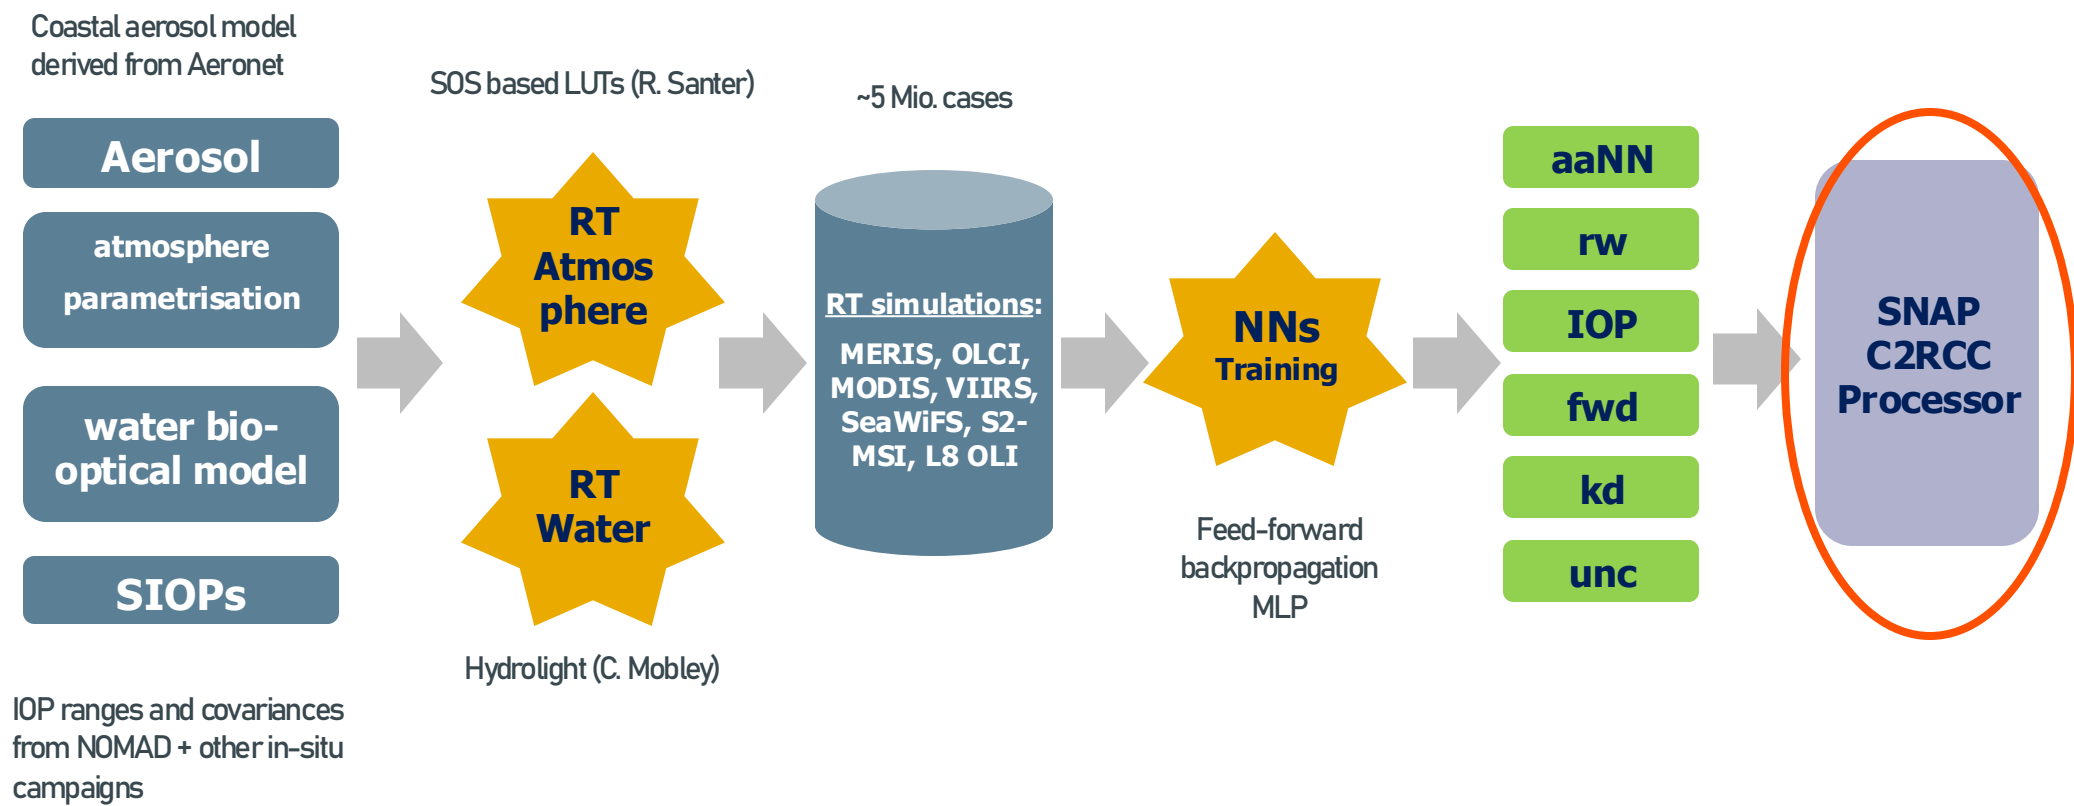 Coastal aerosol model
derived from Aeronet
Aerosol
atmosphere
parametrisation
water bio-
optical model
SIOPs
IOP ranges and covariances
from NOMAD + other in-situ
campaigns
SOS based LUTs (R. Santer)
RT
Atmos
phere
RT
Water
Hydrolight (C. Mobley)
~5 Mio. cases
RT simulations:
MERIS, OLCI,
MODIS, VIIRS,
SeaWiFS, S2-
MSI, L8 OLI
NNs
Training
Feed-forward
backpropagation
MLP
aaNN
rw
IOP
fwd
kd
unc
SNAP
C2RCC
Processor